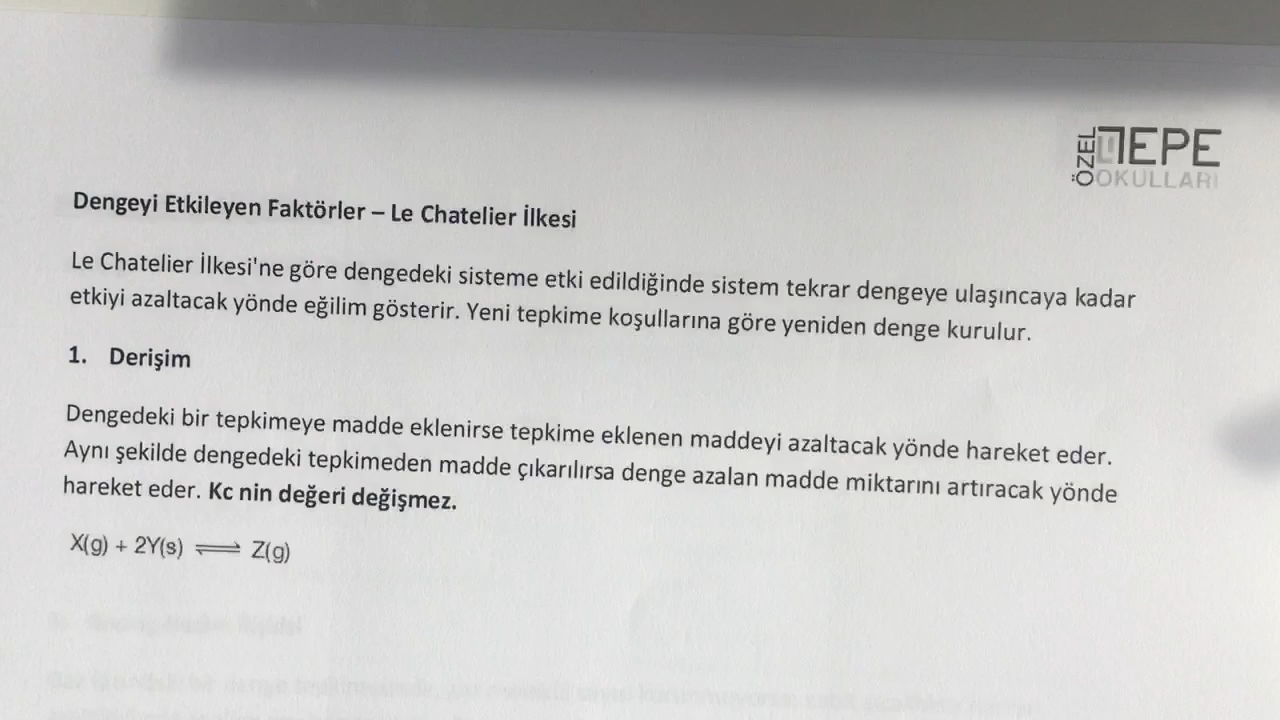 ÖZEL TEPE
OKULLARI
Dengeyi Etkileyen Faktörler – Le Chatelier İlkesi
Le Chatelier İlkesi'ne göre dengedeki sisteme etki edildiğinde sistem tekrar dengeye ulaşıncaya kadar
etkiyi azaltacak yönde eğilim gösterir. Yeni tepkime koşullarına göre yeniden denge kurulur.
1. Derişim
Dengedeki bir tepkimeye madde eklenirse tepkime eklenen maddeyi azaltacak yönde hareket eder.
Aynı şekilde dengedeki tepkimeden madde çıkarılırsa denge azalan madde miktarını artıracak yönde
hareket eder. Kc nin değeri değişmez.
X(g) + 2Y(s) ⇌ Z(g)